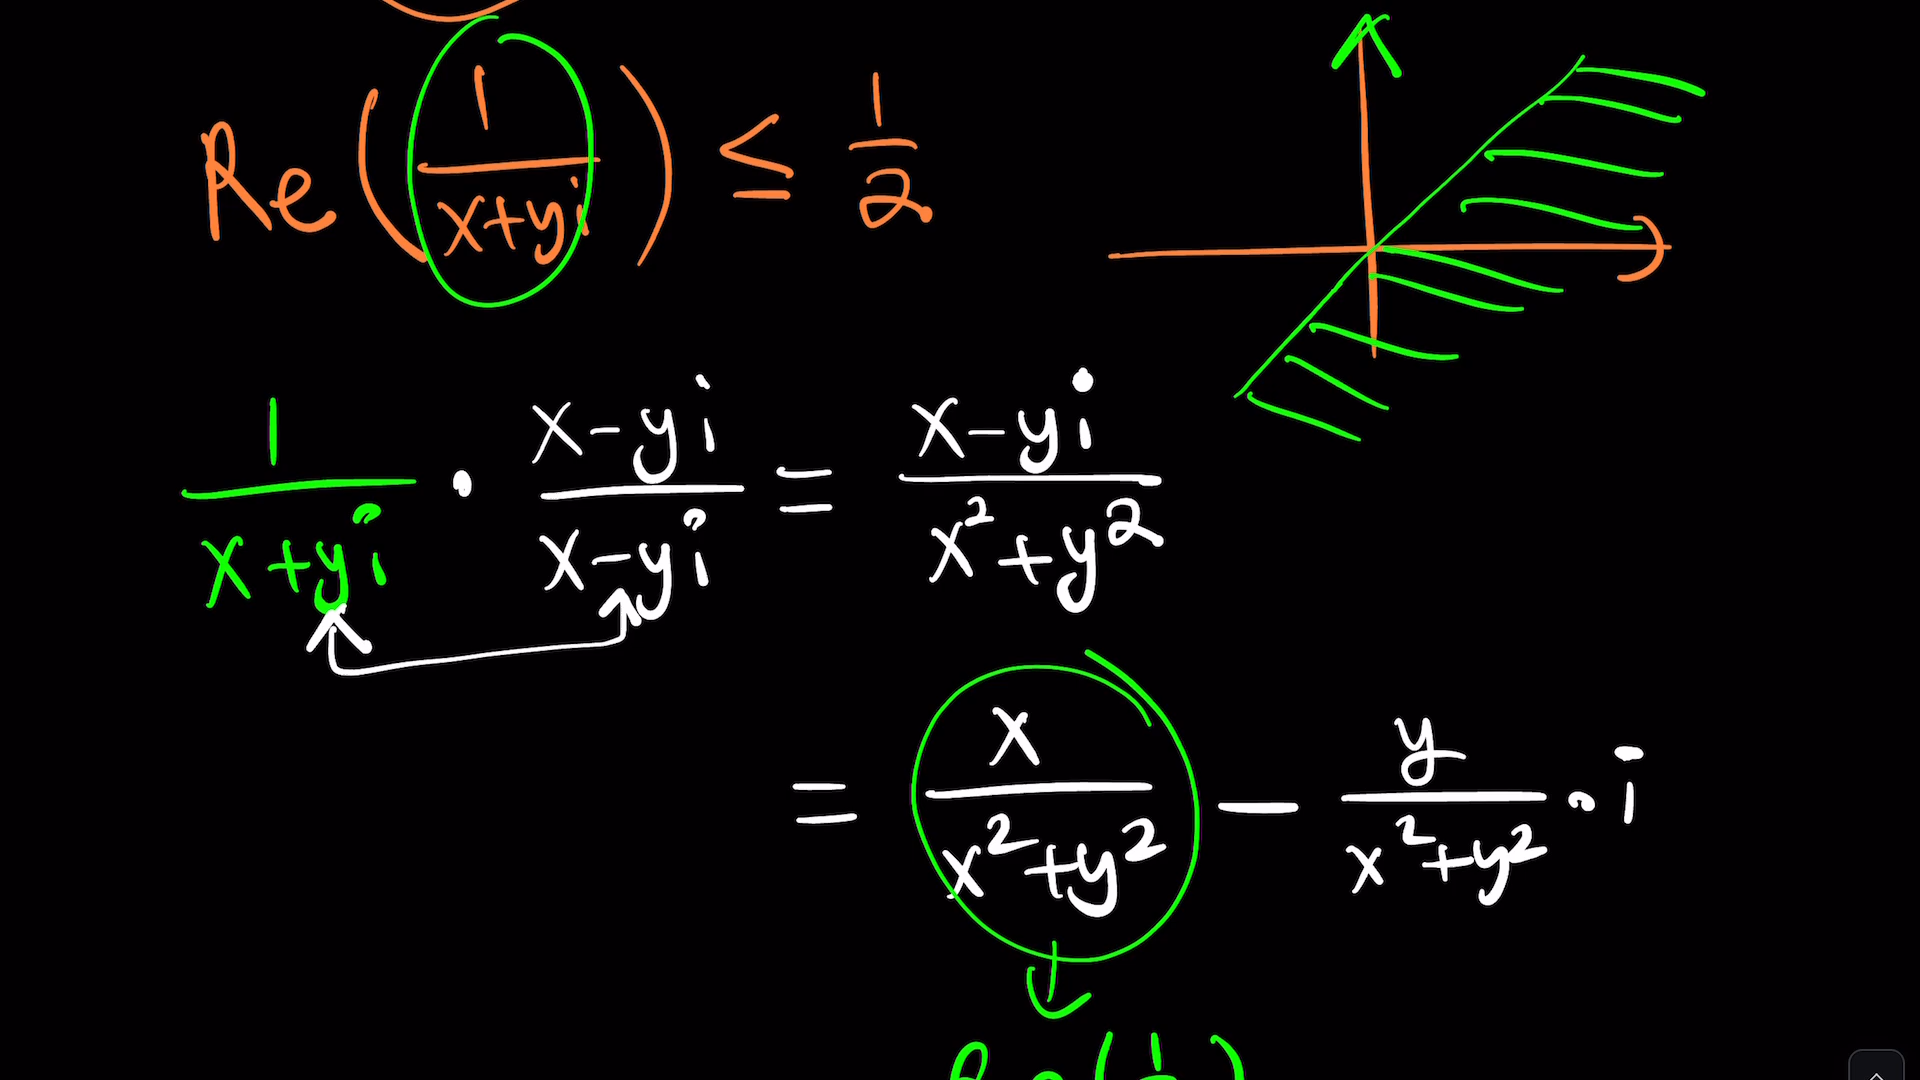 Re(1/(x+yi)) ≤ 1/2
1/(x+yi) · (x-yi)/(x-yi) = (x-yi)/(x²+y²)
= x/(x²+y²) - y/(x²+y²) · i